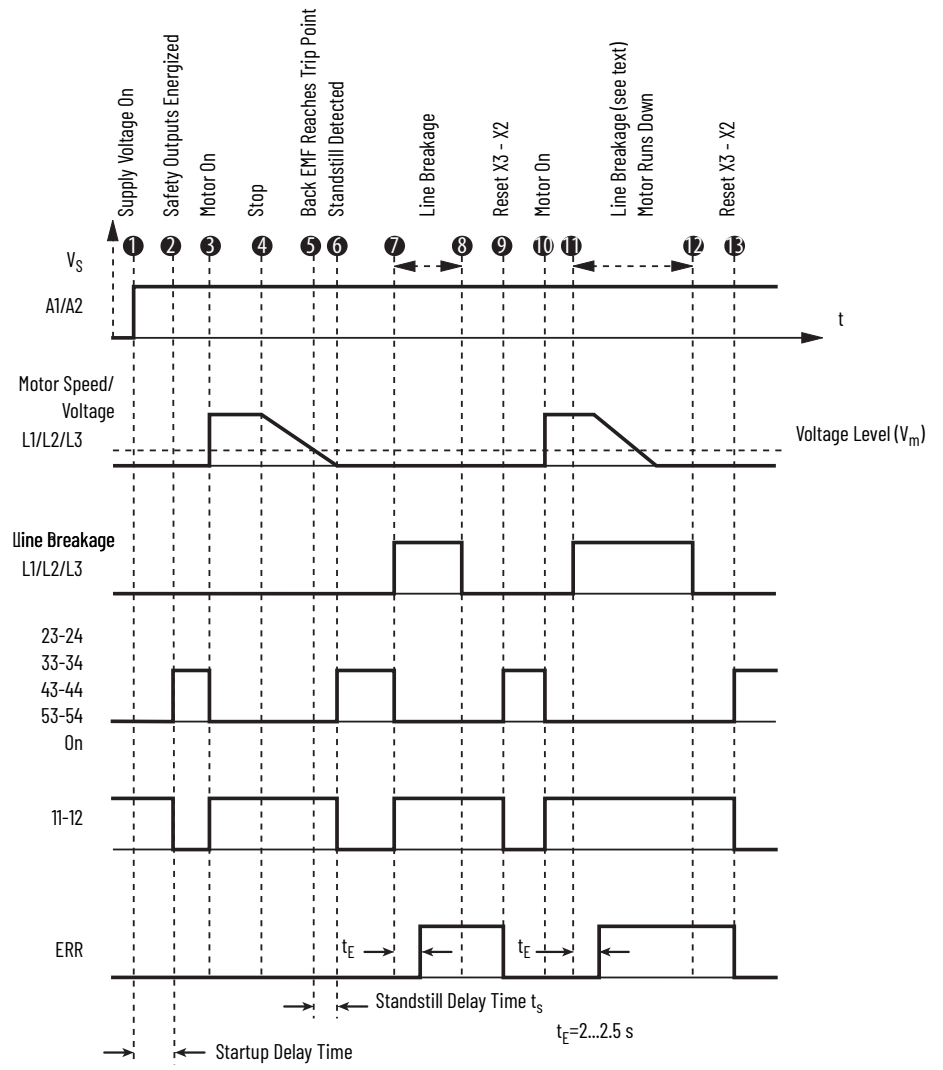 Supply Voltage On
Safety Outputs Energized
Motor On
Stop
Back EMF Reaches Trip Point
Standstill Detected
Line Breakage
Reset X3 - X2
Motor On
Line Breakage (see text)
Motor Runs Down
Reset X3 - X2
1 2 3 4 5 6 7 8 9 10 11 12 13
VS
A1/A2
t
Motor Speed/
Voltage
L1/L2/L3
Voltage Level (Vm)
Line Breakage
L1/L2/L3
23-24
33-34
43-44
53-54
On
11-12
ERR
tE
tE
Standstill Delay Time ts
tE=2...2.5 s
Startup Delay Time